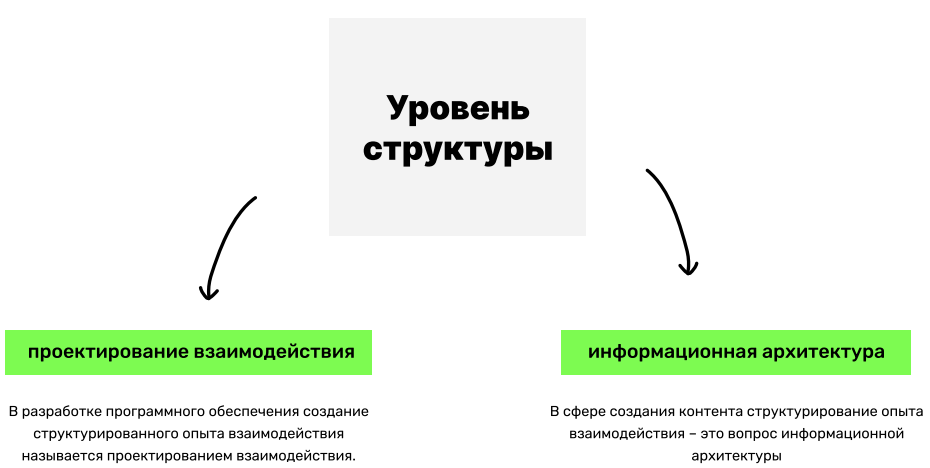 Уровень
структуры
проектирование взаимодействия
В разработке программного обеспечения создание
структурированного опыта взаимодействия
называется проектированием взаимодействия.
информационная архитектура
В сфере создания контента структурирование опыта
взаимодействия – это вопрос информационной
архитектуры